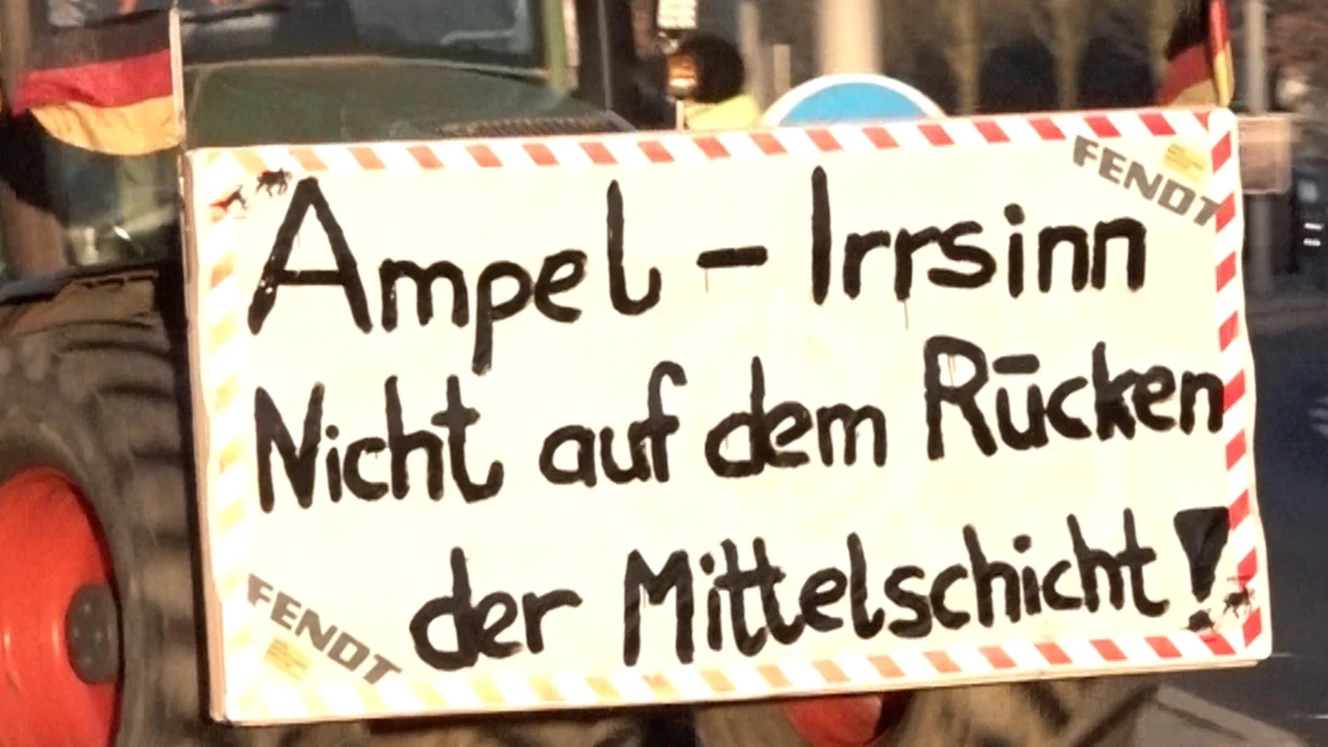 FENDT
Ampel - Irrsinn
Nicht auf dem Rücken
der Mittelschicht!
FENDT